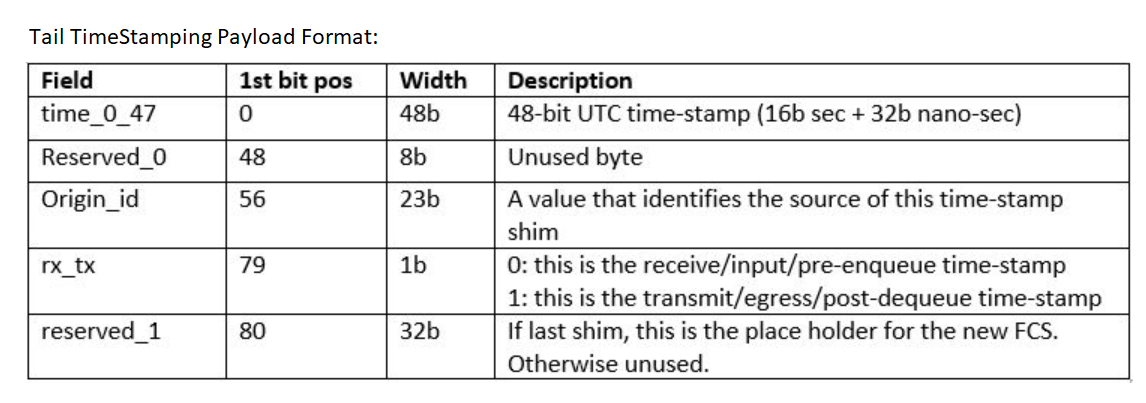 Tail TimeStamping Payload Format:
Field 1st bit pos Width Description
time_0_47 0 48b 48-bit UTC time-stamp (16b sec + 32b nano-sec)
Reserved_0 48 8b Unused byte
Origin_id 56 23b A value that identifies the source of this time-stamp
shim
rx_tx 79 1b 0: this is the receive/input/pre-enqueue time-stamp
1: this is the transmit/egress/post-dequeue time-stamp
reserved_1 80 32b If last shim, this is the place holder for the new FCS.
Otherwise unused.